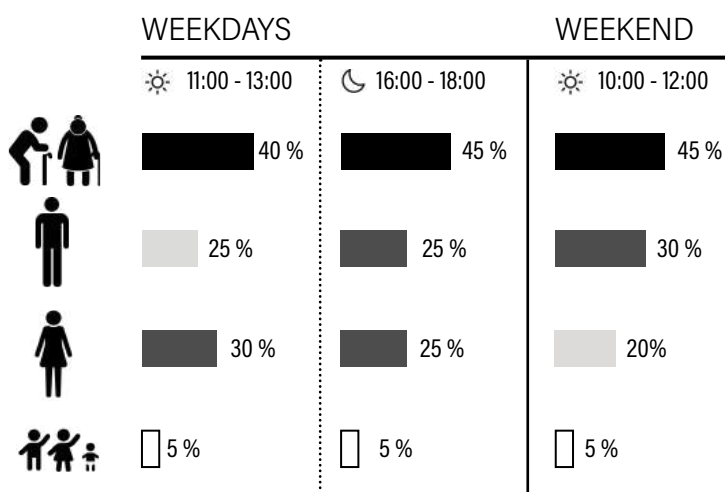 WEEKDAYS WEEKEND
11:00 - 13:00 16:00 - 18:00 10:00 - 12:00
40 % 45 % 45 %
25 % 25 % 30 %
30 % 25 % 20%
5 % 5 % 5 %